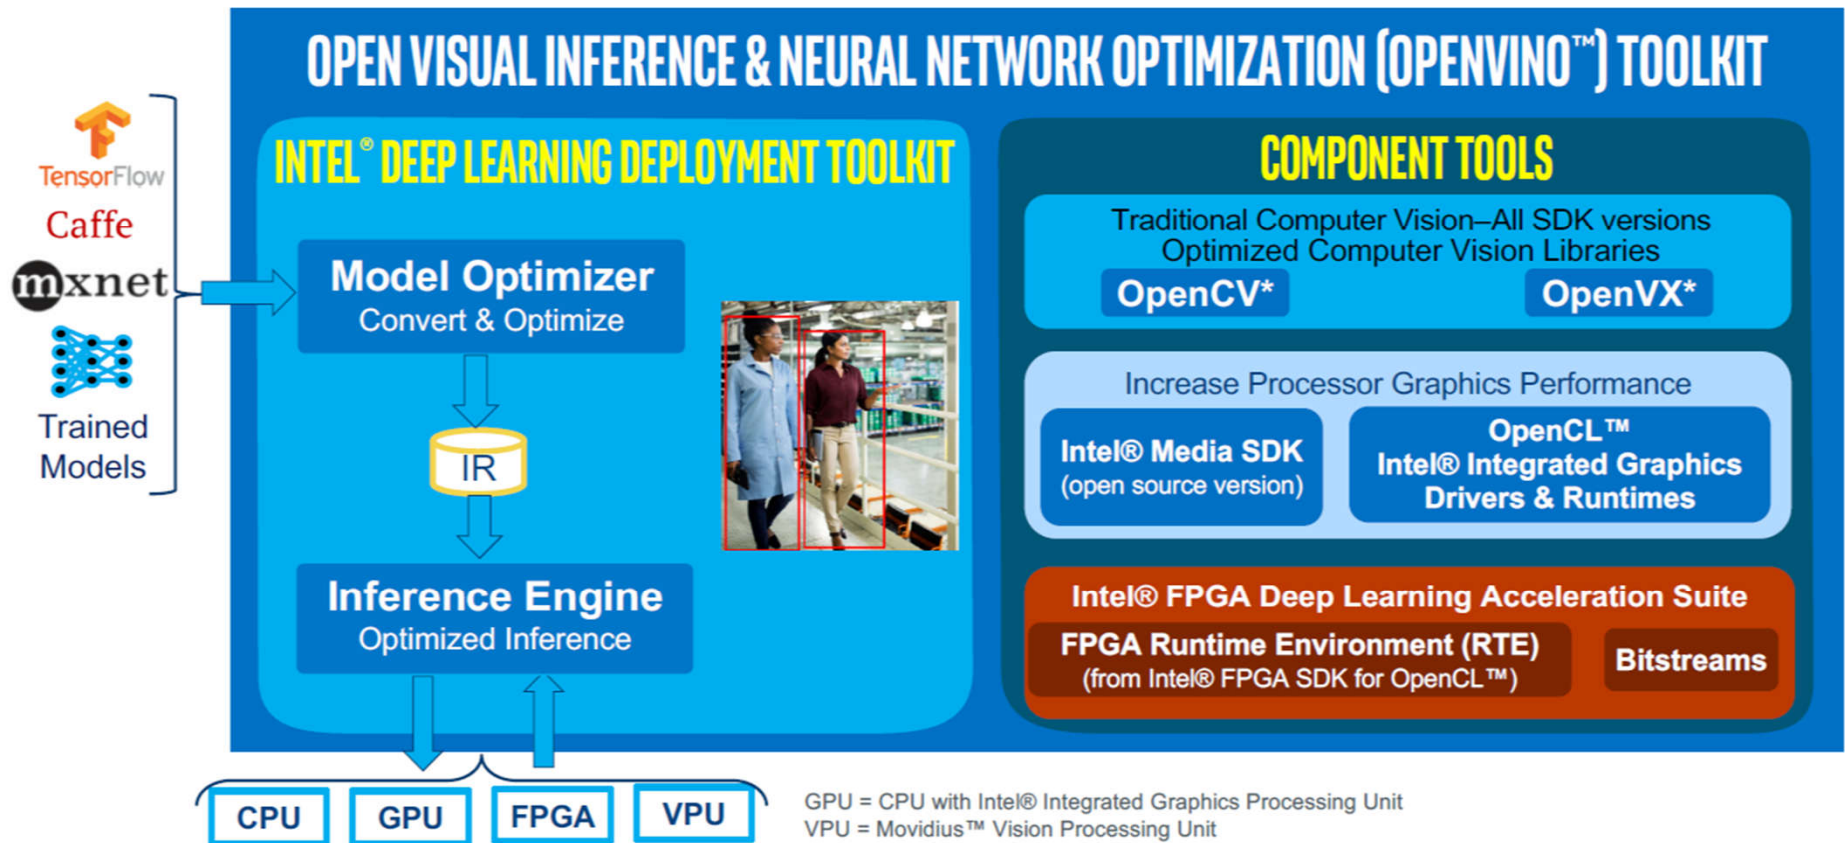 OPEN VISUAL INFERENCE & NEURAL NETWORK OPTIMIZATION (OPENVINO™) TOOLKIT
TensorFlow
Caffe
mxnet
Trained
Models
INTEL® DEEP LEARNING DEPLOYMENT TOOLKIT
Model Optimizer
Convert & Optimize
IR
Inference Engine
Optimized Inference
CPU
GPU
FPGA
VPU
COMPONENT TOOLS
Traditional Computer Vision–All SDK versions
Optimized Computer Vision Libraries
OpenCV*
OpenVX*
Increase Processor Graphics Performance
Intel® Media SDK
(open source version)
OpenCL™
Intel® Integrated Graphics
Drivers & Runtimes
Intel® FPGA Deep Learning Acceleration Suite
FPGA Runtime Environment (RTE)
(from Intel® FPGA SDK for OpenCL™)
Bitstreams
GPU = CPU with Intel® Integrated Graphics Processing Unit
VPU = Movidius™ Vision Processing Unit